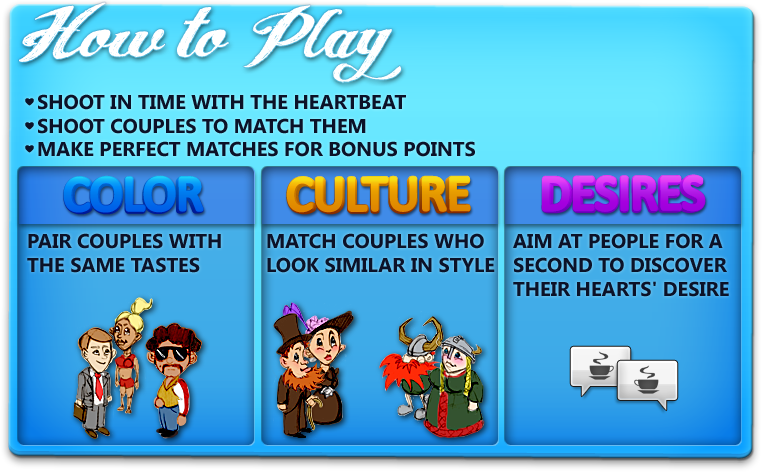 How to Play
SHOOT IN TIME WITH THE HEARTBEAT
SHOOT COUPLES TO MATCH THEM
MAKE PERFECT MATCHES FOR BONUS POINTS
COLOR
PAIR COUPLES WITH
THE SAME TASTES
CULTURE
MATCH COUPLES WHO
LOOK SIMILAR IN STYLE
DESIRES
AIM AT PEOPLE FOR A
SECOND TO DISCOVER
THEIR HEARTS' DESIRE